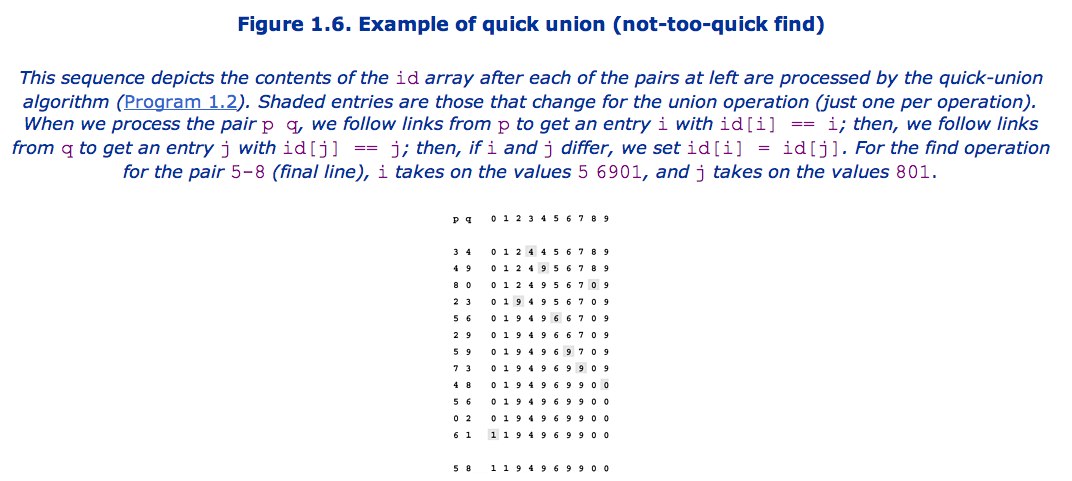 Figure 1.6. Example of quick union (not-too-quick find)
This sequence depicts the contents of the id array after each of the pairs at left are processed by the quick-union
algorithm (Program 1.2). Shaded entries are those that change for the union operation (just one per operation).
When we process the pair p q, we follow links from p to get an entry i with id[i] == i; then, we follow links
from q to get an entry j with id[j] == j; then, if i and j differ, we set id[i] = id[j]. For the find operation
for the pair 5-8 (final line), i takes on the values 5 6901, and j takes on the values 801.
p q 0 1 2 3 4 5 6 7 8 9
3 4 0 1 2 4 4 5 6 7 8 9
4 9 0 1 2 4 9 5 6 7 8 9
8 0 0 1 2 4 9 5 6 7 0 9
2 3 0 1 9 4 9 5 6 7 0 9
5 6 0 1 9 4 9 6 6 7 0 9
2 9 0 1 9 4 9 6 6 7 0 9
5 9 0 1 9 4 9 6 9 7 0 9
7 3 0 1 9 4 9 6 9 9 0 9
4 8 0 1 9 4 9 6 9 9 0 0
5 6 0 1 9 4 9 6 9 9 0 0
0 2 0 1 9 4 9 6 9 9 0 0
6 1 1 1 9 4 9 6 9 9 0 0
5 8 1 1 9 4 9 6 9 9 0 0